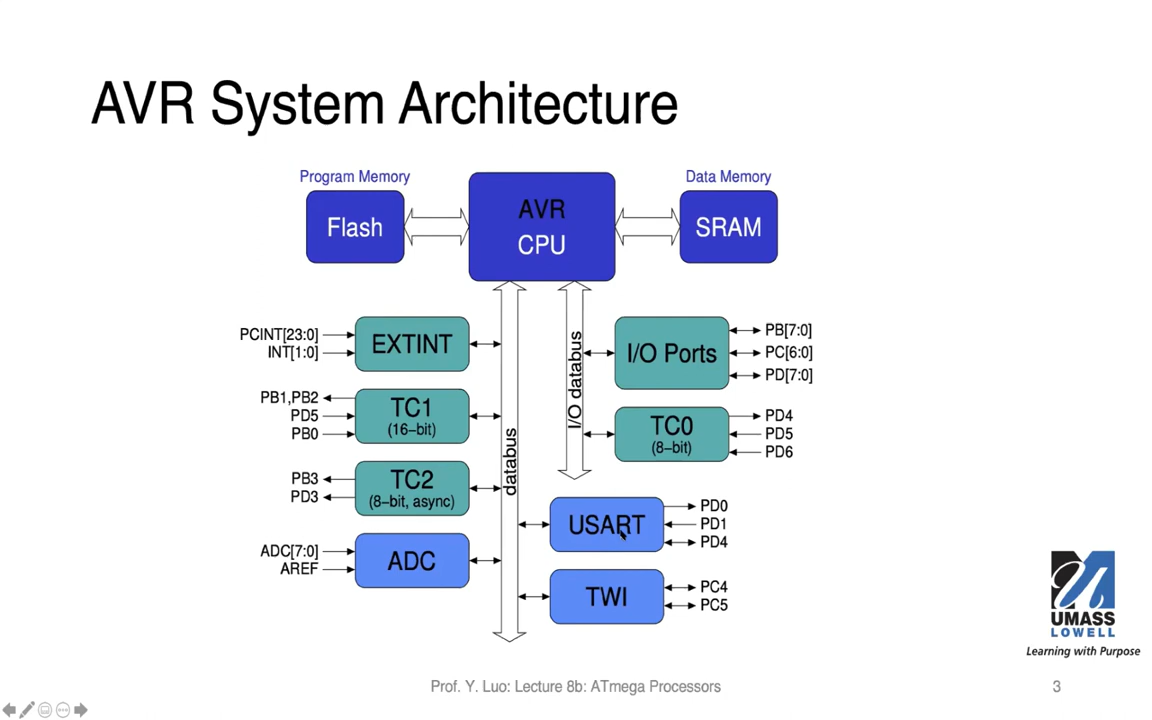 AVR System Architecture
Program Memory
Data Memory
Flash
AVR
CPU
SRAM
PCINT[23:0]
INT[1:0]
EXTINT
PB1,PB2
PD5
PB0
TC1
(16-bit)
PB3
PD3
TC2
(8-bit, async)
ADC[7:0]
AREF
ADC
databus
I/O databus
I/O Ports
PB[7:0]
PC[6:0]
PD[7:0]
TC0
(8-bit)
PD4
PD5
PD6
USART
PD0
PD1
PD4
TWI
PC4
PC5
UMASS
LOWELL
Learning with Purpose
Prof. Y. Luo: Lecture 8b: ATmega Processors
3